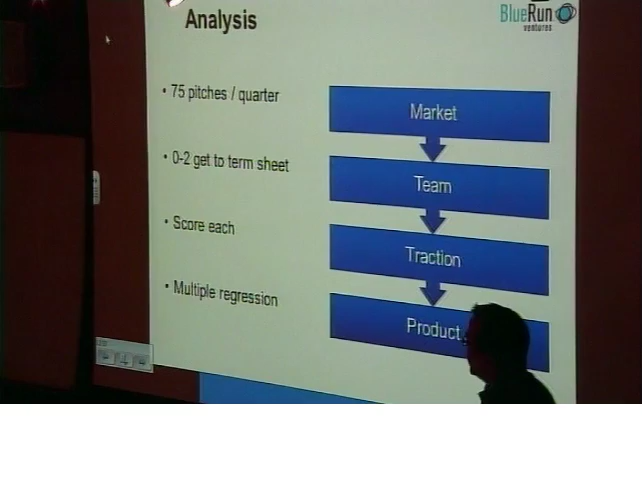 Analysis
BlueRun
ventures
• 75 pitches / quarter
• 0-2 get to term sheet
• Score each
• Multiple regression
Market
Team
Traction
Product